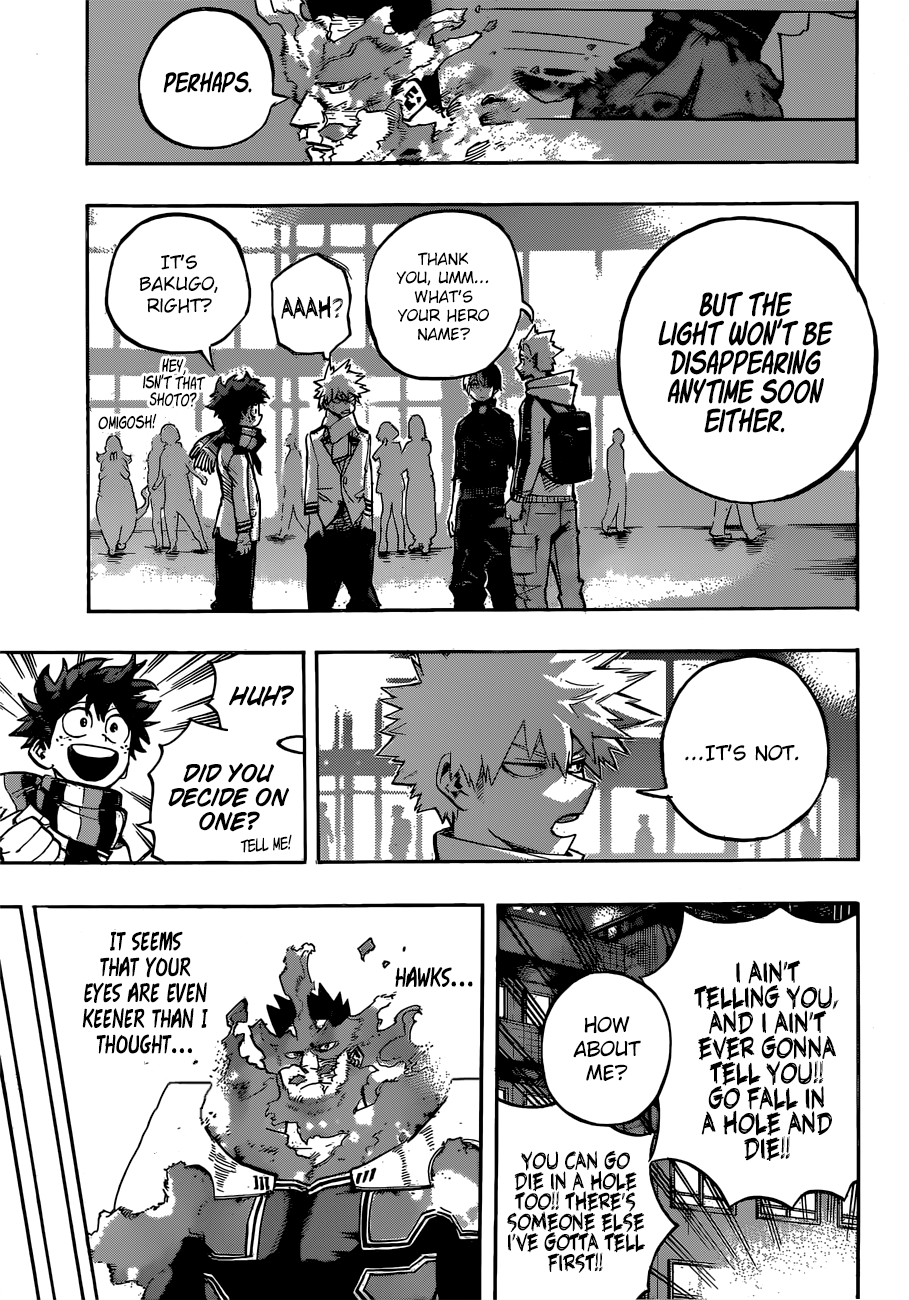 PERHAPS.
BUT THE
LIGHT WON'T BE
DISAPPEARING
ANYTIME SOON
EITHER.
THANK
YOU, UMM...
WHAT'S
YOUR HERO
NAME?
AAAH?
IT'S
BAKUGO,
RIGHT?
HEY,
ISN'T THAT
SHOTO?
OMIGOSH!
...IT'S NOT.
HUH?
DID YOU
DECIDE ON
ONE?
TELL ME!
I AIN'T
TELLING YOU,
AND I AIN'T
EVER GONNA
TELL YOU!!
GO FALL IN
A HOLE AND
DIE!!
HOW
ABOUT
ME?
YOU CAN GO
DIE IN A HOLE
TOO!! THERE'S
SOMEONE ELSE
I'VE GOTTA TELL
FIRST!!
HAWKS...
IT SEEMS
THAT YOUR
EYES ARE EVEN
KEENER THAN I
THOUGHT...